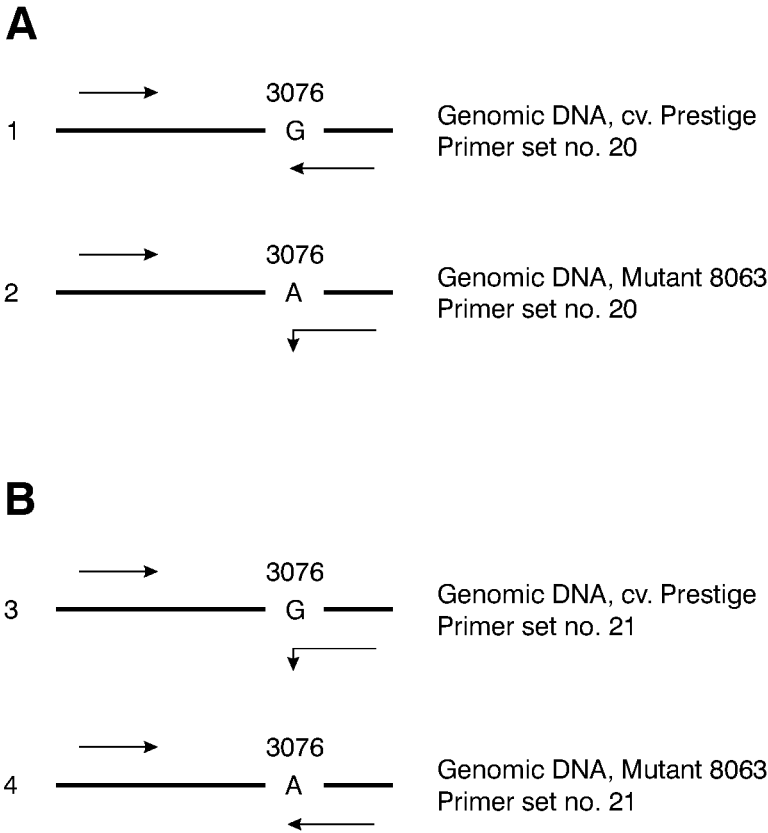 A
3076
1 G Genomic DNA, cv. Prestige
Primer set no. 20
3076
2 A Genomic DNA, Mutant 8063
Primer set no. 20
B
3076
3 G Genomic DNA, cv. Prestige
Primer set no. 21
3076
4 A Genomic DNA, Mutant 8063
Primer set no. 21